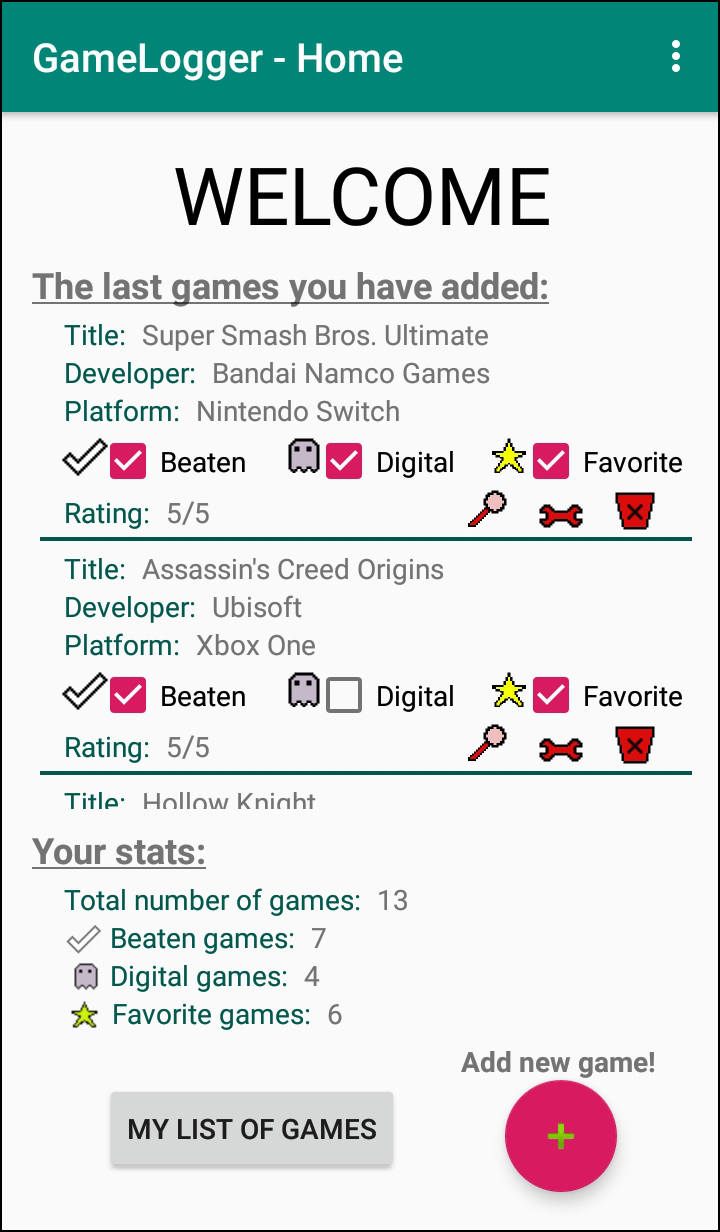 GameLogger - Home
WELCOME
The last games you have added:
Title: Super Smash Bros. Ultimate
Developer: Bandai Namco Games
Platform: Nintendo Switch
Beaten Digital Favorite
Rating: 5/5
Title: Assassin's Creed Origins
Developer: Ubisoft
Platform: Xbox One
Beaten Digital Favorite
Rating: 5/5
Title: Hollow Knight
Your stats:
Total number of games: 13
Beaten games: 7
Digital games: 4
Favorite games: 6
Add new game!
MY LIST OF GAMES
+